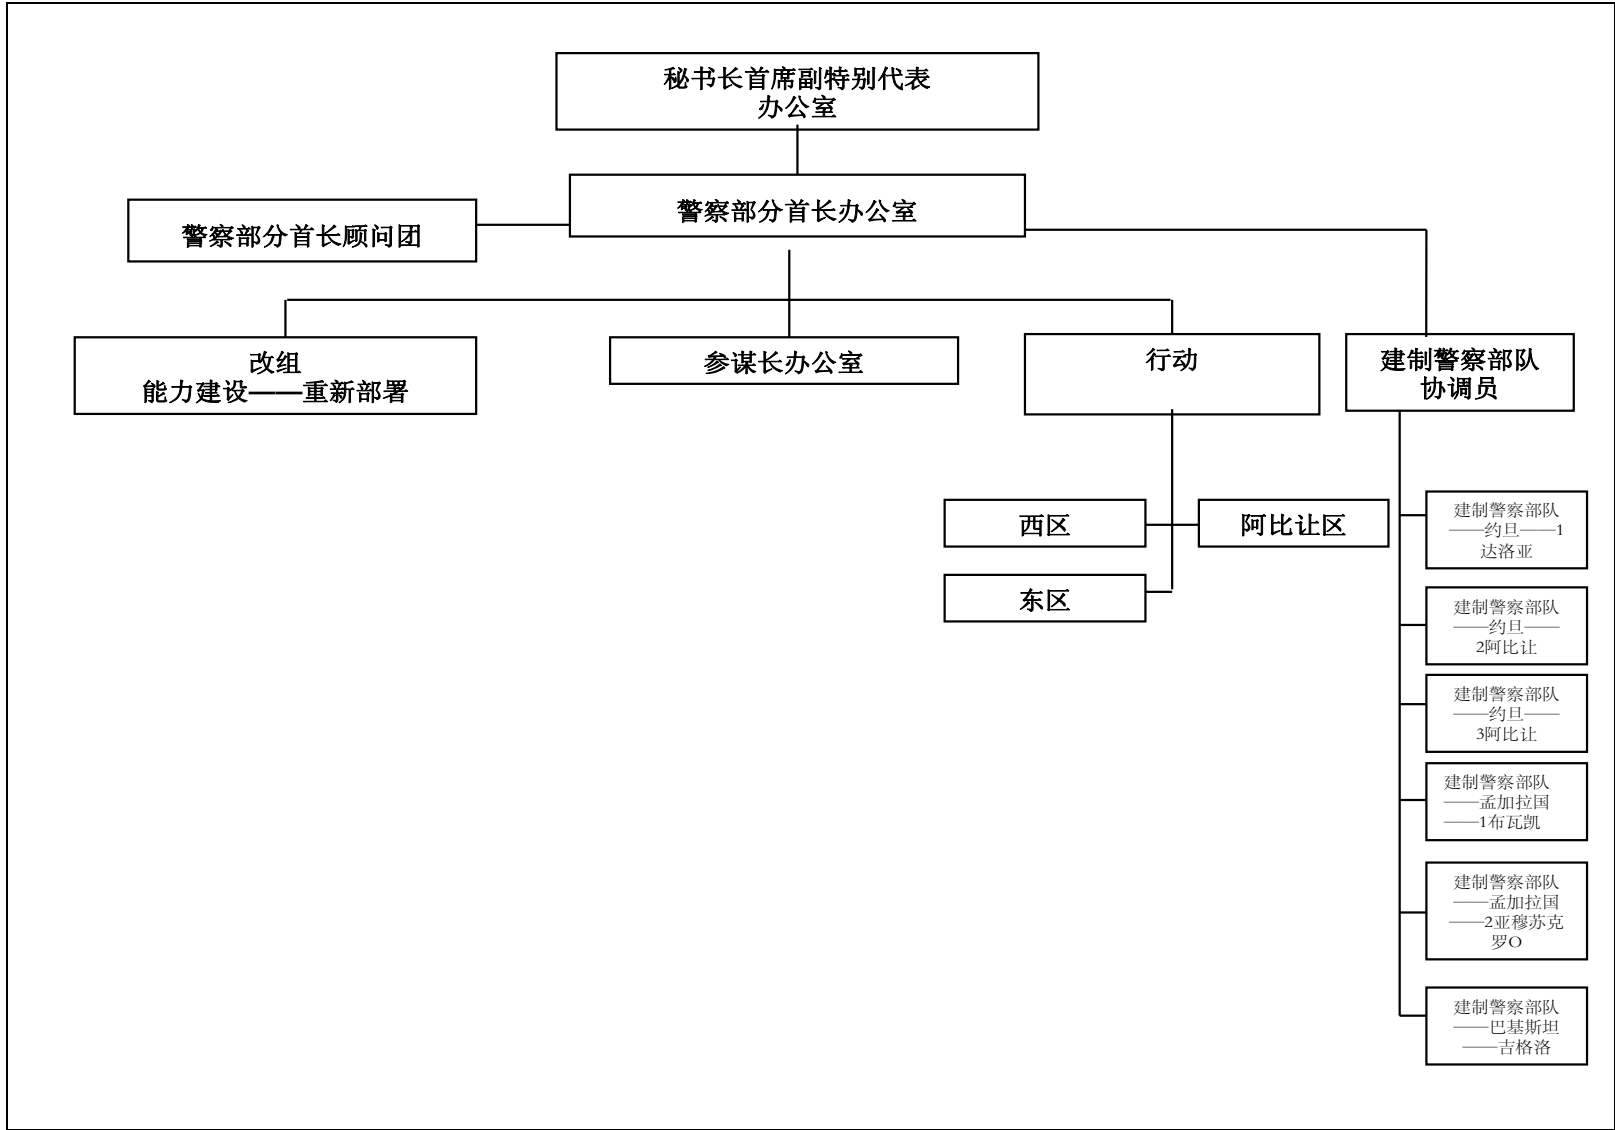 秘书长首席副特别代表
办公室
警察部分首长办公室
警察部分首长顾问团
改组
能力建设——重新部署
参谋长办公室
行动
建制警察部队
协调员
西区
阿比让区
东区
建制警察部队
——约旦——1
达洛亚
建制警察部队
——约旦——
2阿比让
建制警察部队
——约旦——
3阿比让
建制警察部队
——孟加拉国
——1布瓦凯
建制警察部队
——孟加拉国
——2亚穆苏克
罗O
建制警察部队
——巴基斯坦
——吉格洛